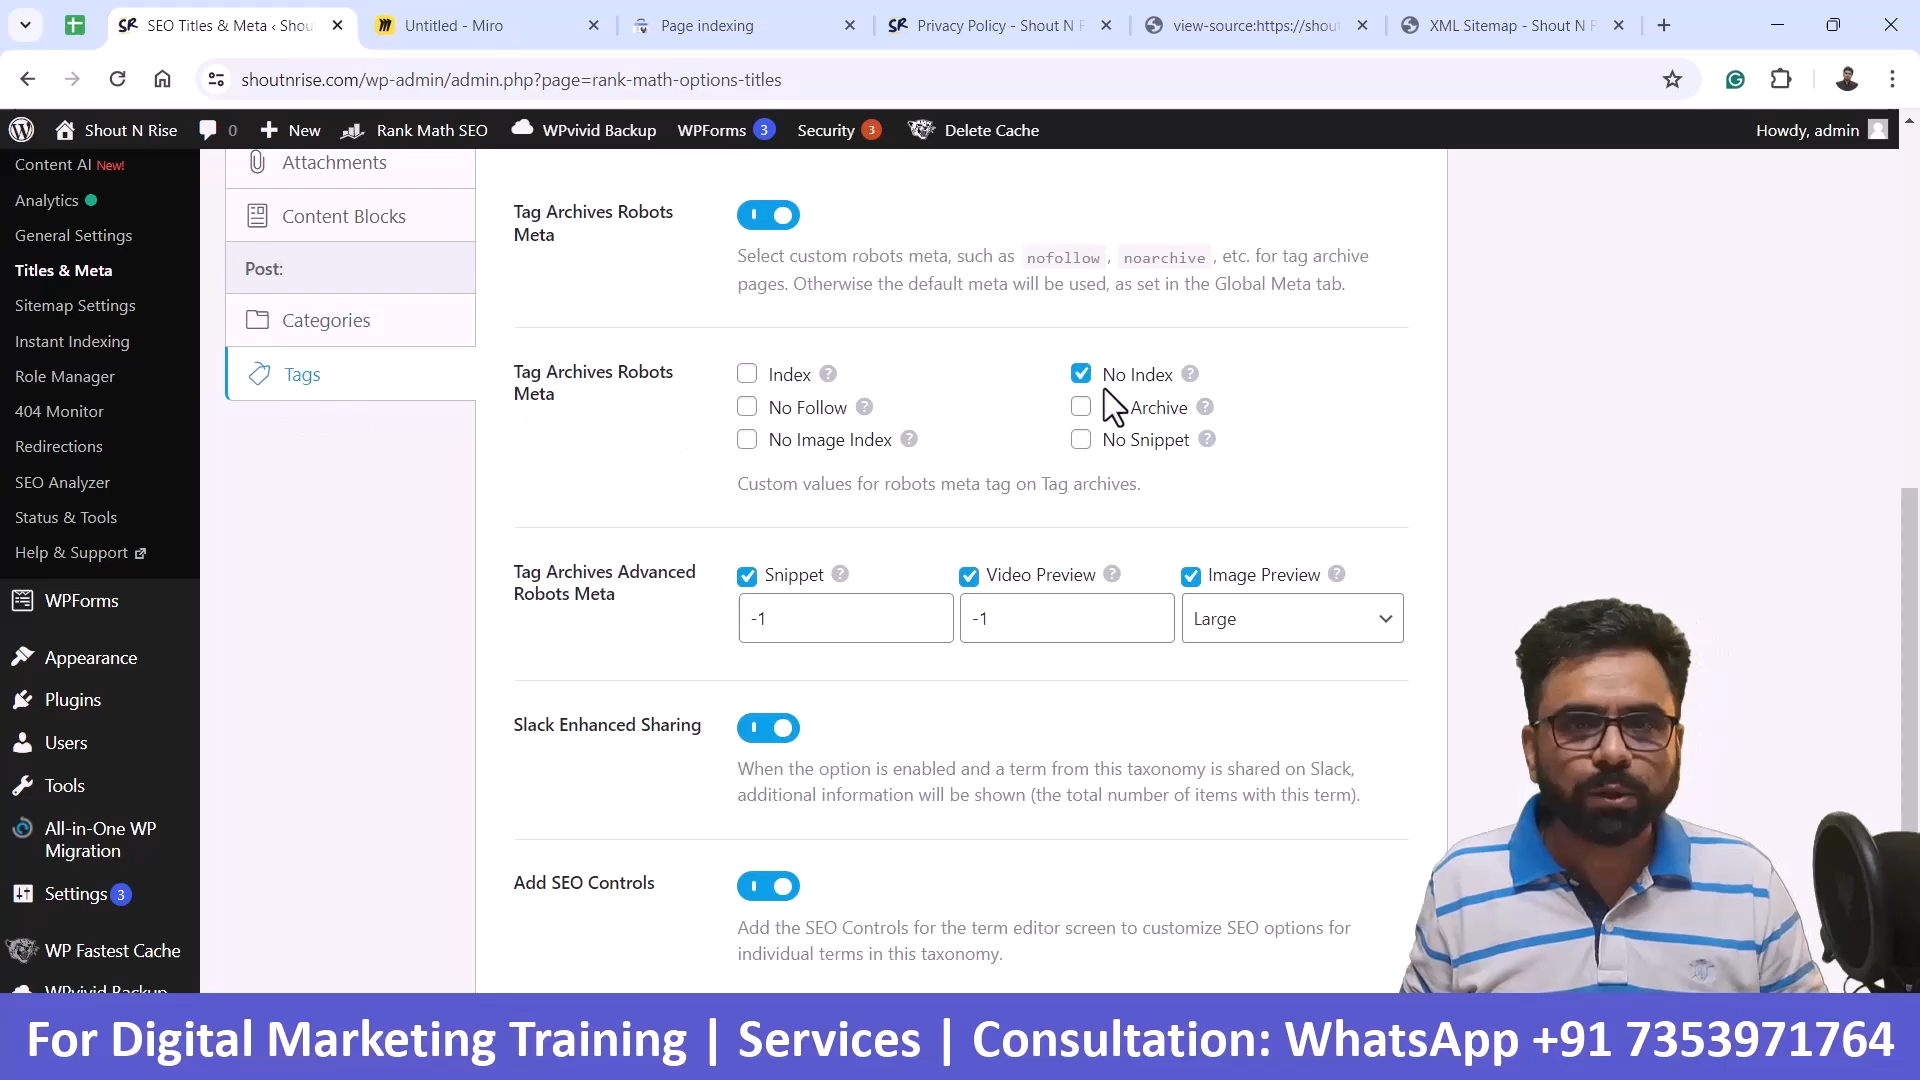 SEO Titles & Meta ‹ Shou
Untitled - Miro
Page indexing
Privacy Policy - Shout N R
view-source:https://shout
XML Sitemap - Shout N R
shoutnrise.com/wp-admin/admin.php?page=rank-math-options-titles
Shout N Rise
0
New
Rank Math SEO
WPvivid Backup
WPForms 3
Security 3
Delete Cache
Howdy, admin
Content AI New!
Analytics
General Settings
Titles & Meta
Sitemap Settings
Instant Indexing
Role Manager
404 Monitor
Redirections
SEO Analyzer
Status & Tools
Help & Support
WPForms
Appearance
Plugins
Users
Tools
All-in-One WP
Migration
Settings 3
WP Fastest Cache
WPvivid Backup
Attachments
Content Blocks
Post:
Categories
Tags
Tag Archives Robots
Meta
Select custom robots meta, such as nofollow, noarchive, etc. for tag archive
pages. Otherwise the default meta will be used, as set in the Global Meta tab.
Tag Archives Robots
Meta
Index
No Index
No Follow
Archive
No Image Index
No Snippet
Custom values for robots meta tag on Tag archives.
Tag Archives Advanced
Robots Meta
Snippet
Video Preview
Image Preview
-1
-1
Large
Slack Enhanced Sharing
When the option is enabled and a term from this taxonomy is shared on Slack,
additional information will be shown (the total number of items with this term).
Add SEO Controls
Add the SEO Controls for the term editor screen to customize SEO options for
individual terms in this taxonomy.
For Digital Marketing Training | Services | Consultation: WhatsApp +91 7353971764